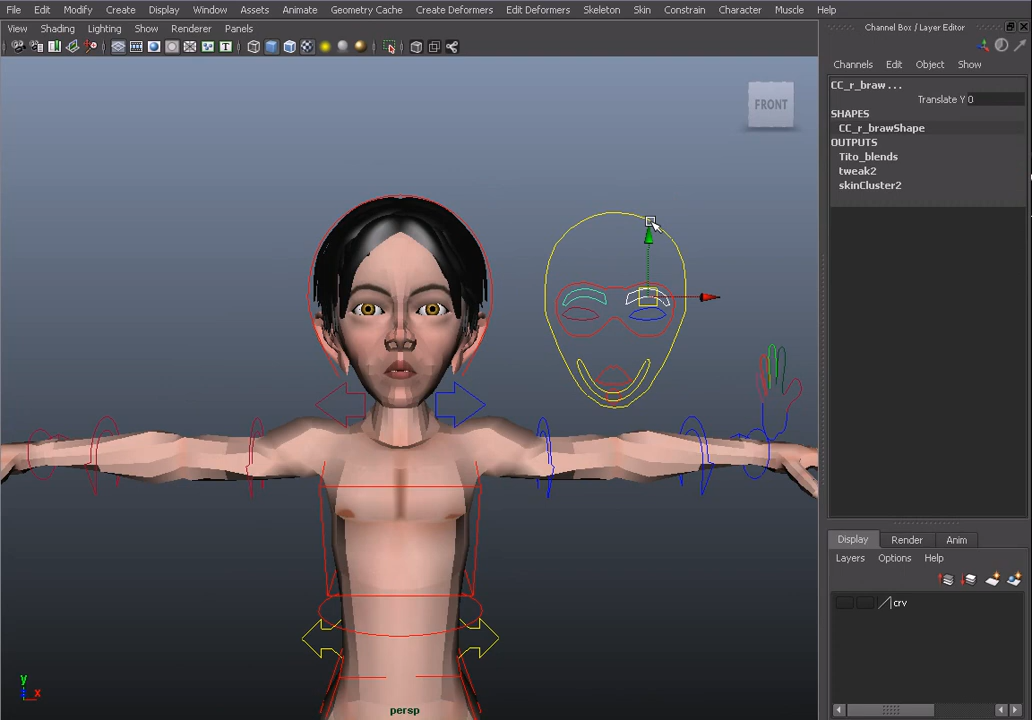 File Edit Modify Create Display Window Assets Animate Geometry Cache Create Deformers Edit Deformers Skeleton Skin Constrain Character Muscle Help
View Shading Lighting Show Renderer Panels
Channel Box / Layer Editor
Channels Edit Object Show
CC_r_braw ...
Translate Y 0
SHAPES
CC_r_brawShape
OUTPUTS
Tito_blends
tweak2
skinCluster2
FRONT
Display Render Anim
Layers Options Help
crv
y
z x
persp